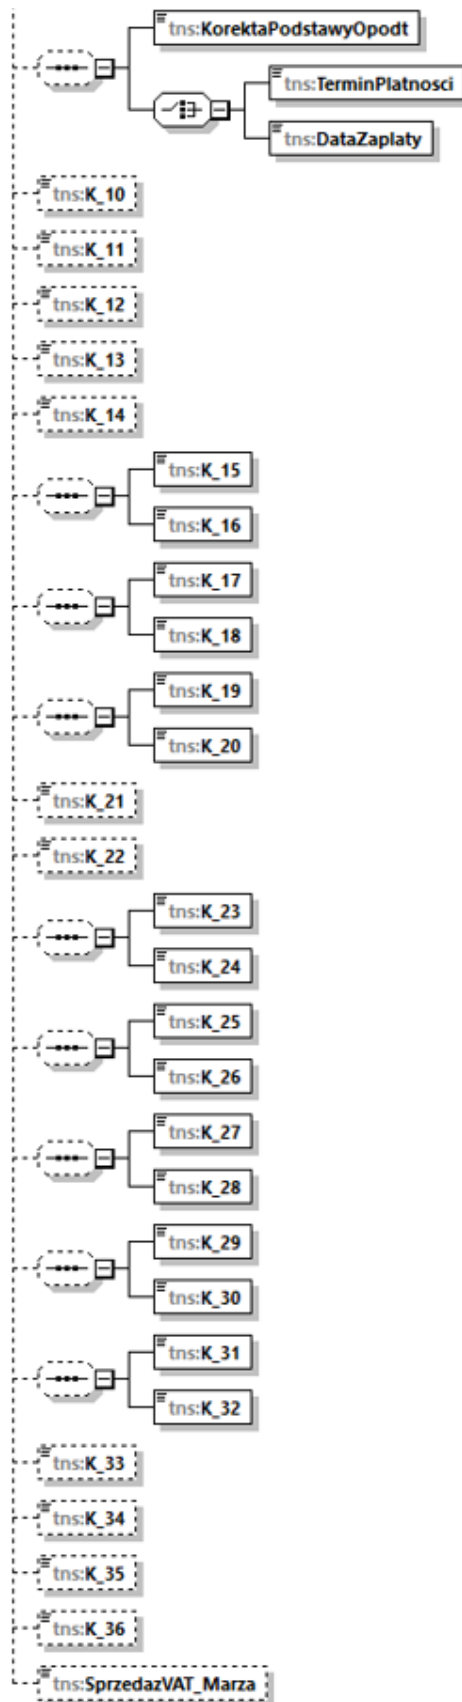 tns:KorektaPodstawyOpodt
tns:TerminPlatnosci
tns:DataZaplaty
tns:K_10
tns:K_11
tns:K_12
tns:K_13
tns:K_14
tns:K_15
tns:K_16
tns:K_17
tns:K_18
tns:K_19
tns:K_20
tns:K_21
tns:K_22
tns:K_23
tns:K_24
tns:K_25
tns:K_26
tns:K_27
tns:K_28
tns:K_29
tns:K_30
tns:K_31
tns:K_32
tns:K_33
tns:K_34
tns:K_35
tns:K_36
tns:SprzedazVAT_Marza